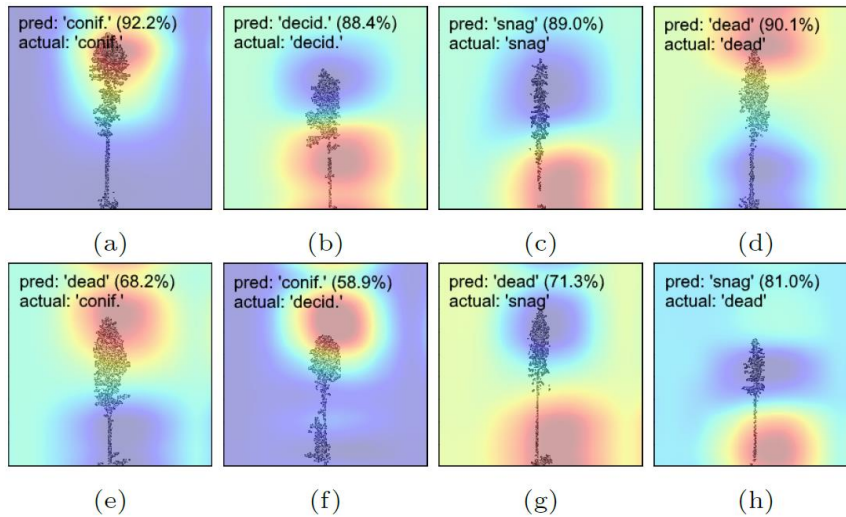 pred: 'conif.' (92.2%)
actual: 'conif.'
pred: 'decid.' (88.4%)
actual: 'decid.'
pred: 'snag' (89.0%)
actual: 'snag'
pred: 'dead' (90.1%)
actual: 'dead'
(a)
(b)
(c)
(d)
pred: 'dead' (68.2%)
actual: 'conif.'
pred: 'conif.' (58.9%)
actual: 'decid.'
pred: 'dead' (71.3%)
actual: 'snag'
pred: 'snag' (81.0%)
actual: 'dead'
(e)
(f)
(g)
(h)